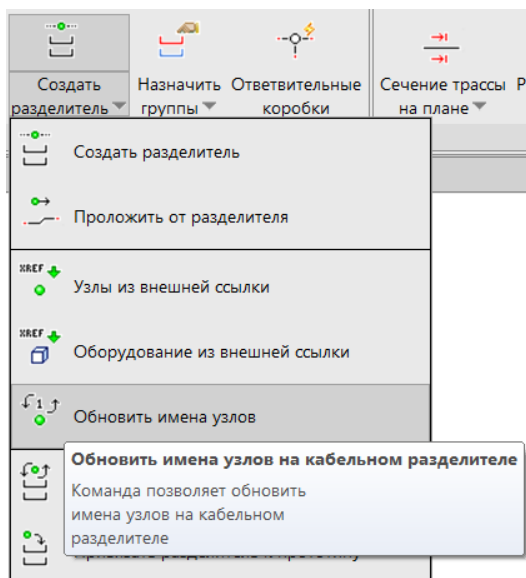 Создать Назначить Ответвительные Сечение трассы Р
разделитель группы коробки на плане
Создать разделитель
Проложить от разделителя
XREF
Узлы из внешней ссылки
XREF
Оборудование из внешней ссылки
1
Обновить имена узлов
Обновить имена узлов на кабельном разделителе
Команда позволяет обновить
имена узлов на кабельном
разделителе